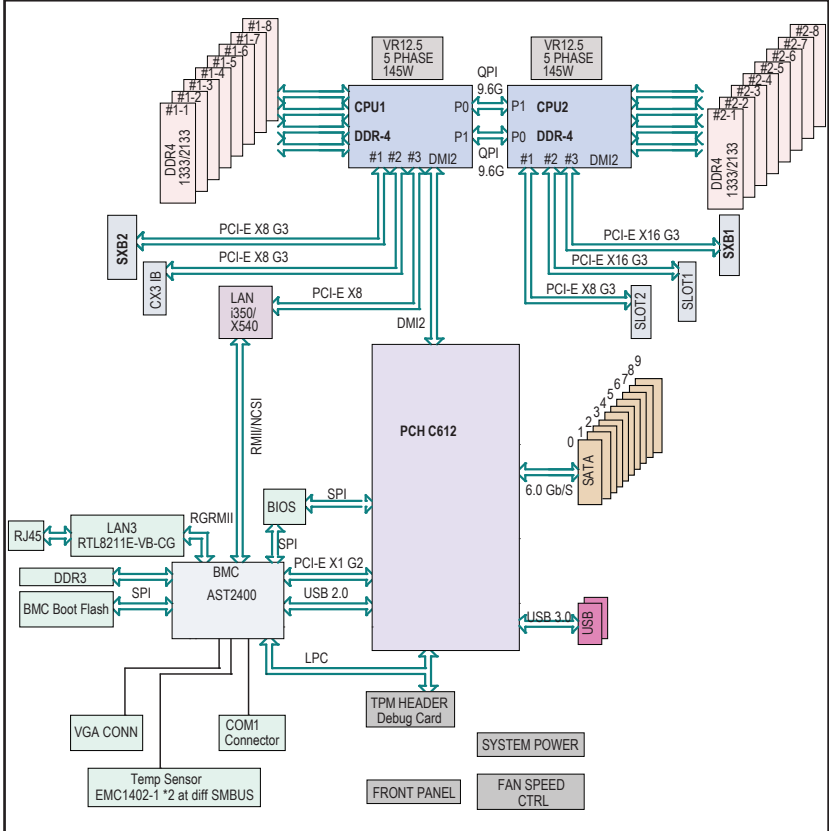 VR12.5
5 PHASE
145W
VR12.5
5 PHASE
145W
#1-8
#1-7
#1-6
#1-5
#1-4
#1-3
#1-2
#1-1
DDR4
1333/2133
#2-8
#2-7
#2-6
#2-5
#2-4
#2-3
#2-2
#2-1
DDR4
1333/2133
QPI
9.6G
CPU1
P0
P1
CPU2
DDR-4
P1
P0
DDR-4
QPI
9.6G
#1 #2 #3 DMI2
#1 #2 #3 DMI2
SXB2
PCI-E X8 G3
PCI-E X16 G3
SXB1
CX3 IB
PCI-E X8 G3
PCI-E X16 G3
SLOT1
LAN
i350/
X540
PCI-E X8
PCI-E X8 G3
SLOT2
DMI2
RMII/NCSI
PCH C612
0
1
2
3
4
5
6
7
8
9
SATA
6.0 Gb/S
BIOS
SPI
SPI
RJ45
LAN3
RTL8211E-VB-CG
RGRMII
BMC
AST2400
PCI-E X1 G2
USB 2.0
DDR3
BMC Boot Flash
SPI
USB 3.0
USB
LPC
TPM HEADER
Debug Card
VGA CONN
COM1
Connector
SYSTEM POWER
Temp Sensor
EMC1402-1 *2 at diff SMBUS
FRONT PANEL
FAN SPEED
CTRL